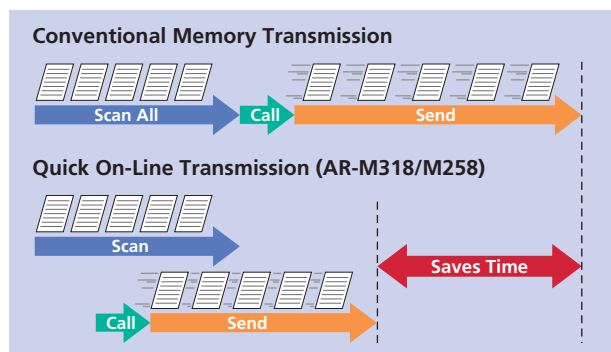 Conventional Memory Transmission
Scan All
Call
Send
Quick On-Line Transmission (AR-M318/M258)
Scan
Saves Time
Call
Send